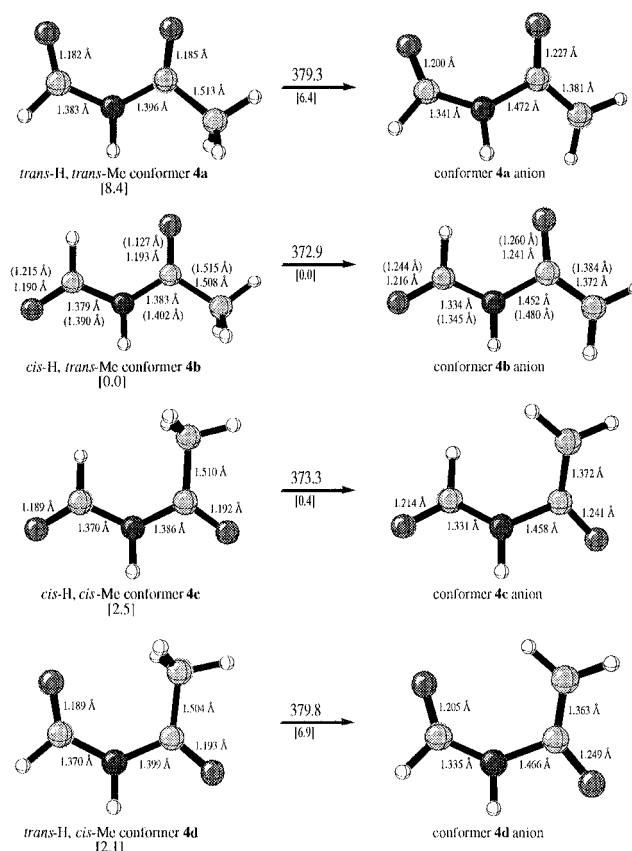 1.182 Å 1.185 Å 379.3 1.200 Å 1.227 Å
1.383 Å 1.396 Å 1.513 Å [6.4] 1.341 Å 1.472 Å 1.381 Å
trans-H, trans-Me conformer 4a conformer 4a anion
[8.4]
(1.215 Å) (1.127 Å) (1.515 Å) 372.9 (1.244 Å) (1.260 Å) (1.384 Å)
1.190 Å 1.193 Å 1.508 Å [0.0] 1.216 Å 1.241 Å 1.372 Å
1.379 Å 1.383 Å 1.334 Å 1.452 Å
(1.390 Å) (1.402 Å) (1.345 Å) (1.480 Å)
cis-H, trans-Me conformer 4b conformer 4b anion
[0.0]
1.510 Å 373.3 1.372 Å
1.189 Å 1.192 Å [0.4] 1.214 Å 1.241 Å
1.370 Å 1.386 Å 1.331 Å 1.458 Å
cis-H, cis-Me conformer 4c conformer 4c anion
[2.5]
1.189 Å 1.504 Å 379.8 1.205 Å 1.363 Å
1.370 Å 1.399 Å 1.193 Å [6.9] 1.335 Å 1.466 Å 1.249 Å
trans-H, cis-Me conformer 4d conformer 4d anion
[2.1]